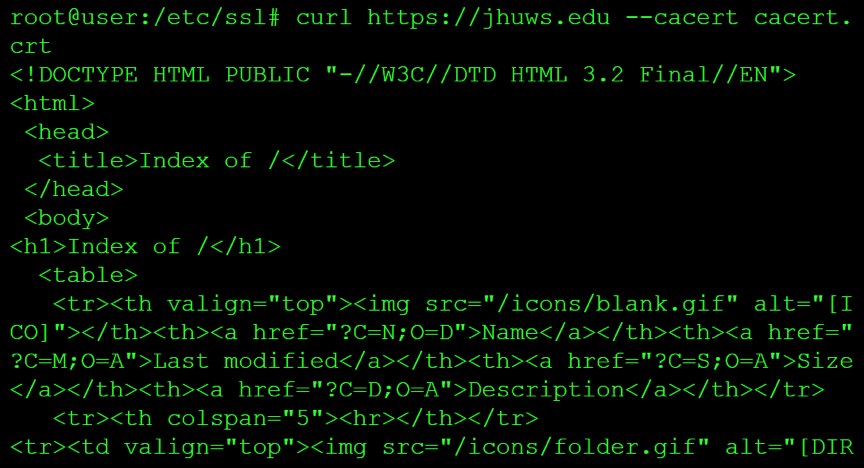 root@user:/etc/ssl# curl https://jhuws.edu --cacert cacert.
crt
<!DOCTYPE HTML PUBLIC "-//W3C//DTD HTML 3.2 Final//EN">
<html>
 <head>
  <title>Index of /</title>
 </head>
 <body>
<h1>Index of /</h1>
  <table>
   <tr><th valign="top"><img src="/icons/blank.gif" alt="[I
CO]"></th><th><a href="?C=N;O=D">Name</a></th><th><a href="
?C=M;O=A">Last modified</a></th><th><a href="?C=S;O=A">Size
</a></th><th><a href="?C=D;O=A">Description</a></th></tr>
   <tr><th colspan="5"><hr></th></tr>
<tr><td valign="top"><img src="/icons/folder.gif" alt="[DIR